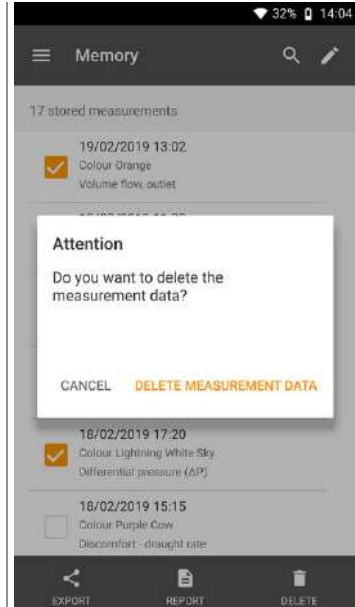 32% 14:04
Memory
17 stored measurements
19/02/2019 13:02
Colour Orange
Volume flow, outlet
Attention
Do you want to delete the
measurement data?
CANCEL DELETE MEASUREMENT DATA
18/02/2019 17:20
Colour Lightning White Sky
Differential pressure (ΔP)
18/02/2019 15:15
Colour Purple Cow
Discomfort - draught rate
EXPORT REPORT DELETE